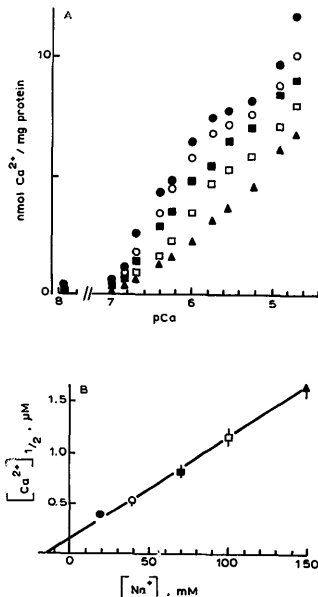 A
10
nmol Ca2+/ mg protein
0
8 // 7 6 5
pCa
B
1.5
1.0
0.5
[Ca2+]1/2 , μM
0 50 100 150
[Na+] , mM